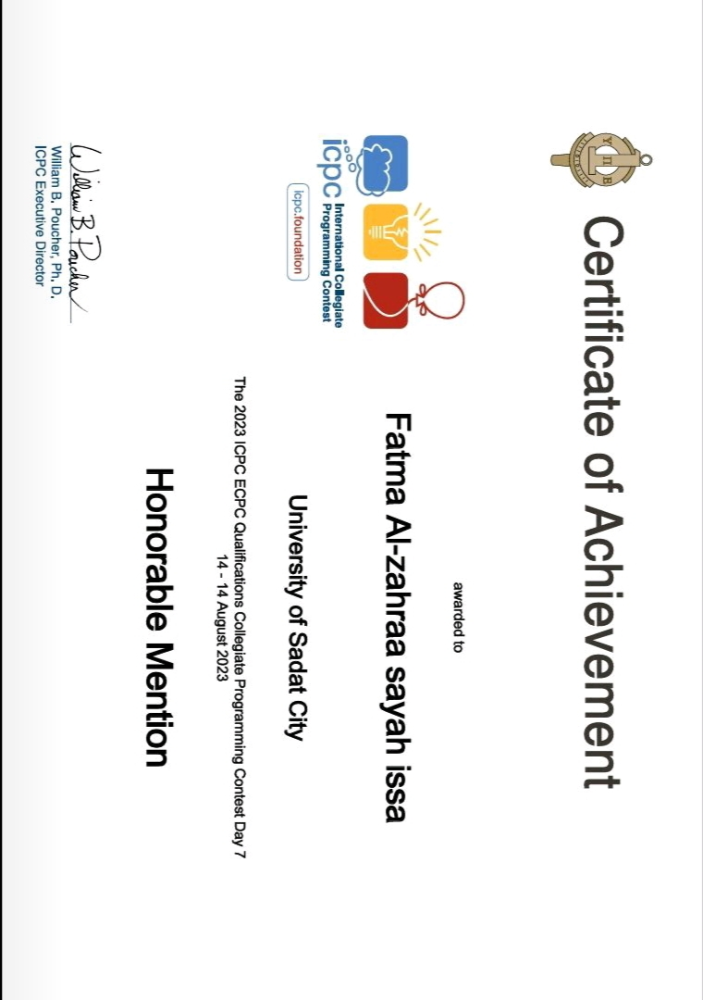 Certificate of Achievement
awarded to
Fatma Al-zahraa sayah issa
University of Sadat City
The 2023 ICPC ECPC Qualifications Collegiate Programming Contest Day 7
14 - 14 August 2023
Honorable Mention
icpc
International Collegiate
Programming Contest
icpc.foundation
William B. Poucher
William B. Poucher, Ph. D.
ICPC Executive Director
Υ Π Ε